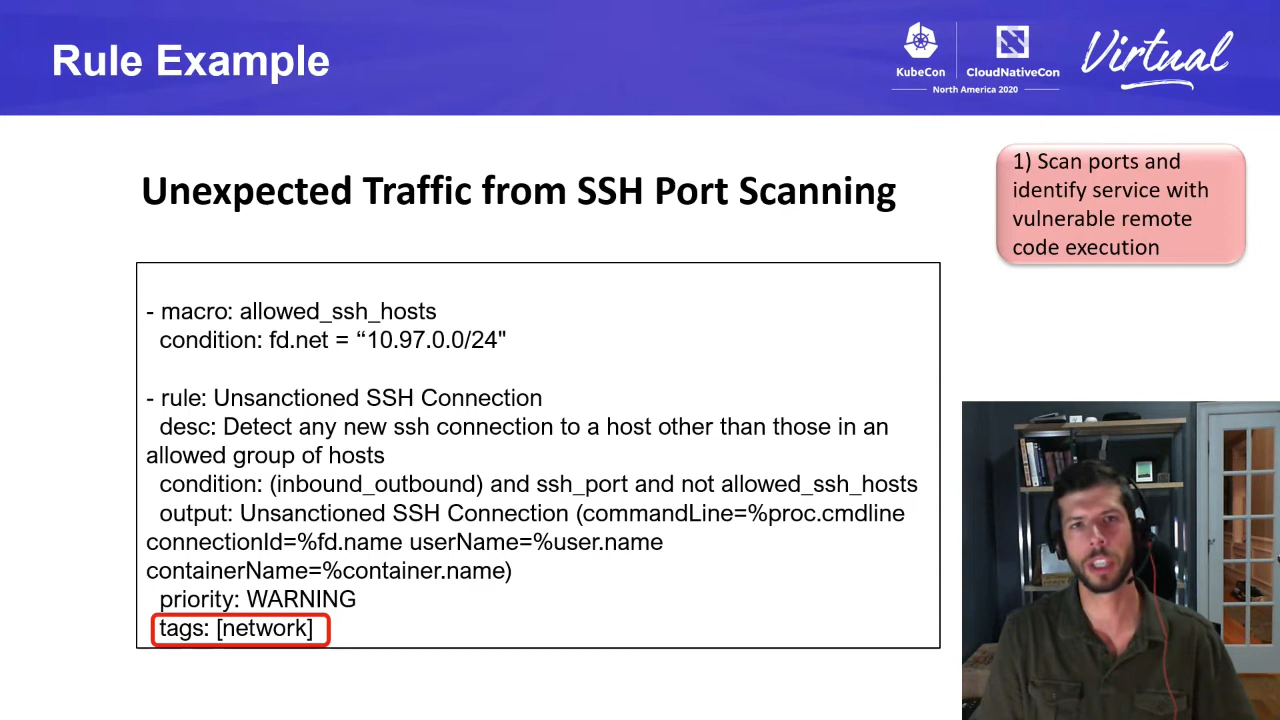 Rule Example
KubeCon
CloudNativeCon
North America 2020
Virtual
1) Scan ports and
identify service with
vulnerable remote
code execution
Unexpected Traffic from SSH Port Scanning
- macro: allowed_ssh_hosts
condition: fd.net = “10.97.0.0/24"
- rule: Unsanctioned SSH Connection
desc: Detect any new ssh connection to a host other than those in an
allowed group of hosts
condition: (inbound_outbound) and ssh_port and not allowed_ssh_hosts
output: Unsanctioned SSH Connection (commandLine=%proc.cmdline
connectionId=%fd.name userName=%user.name
containerName=%container.name)
priority: WARNING
tags: [network]